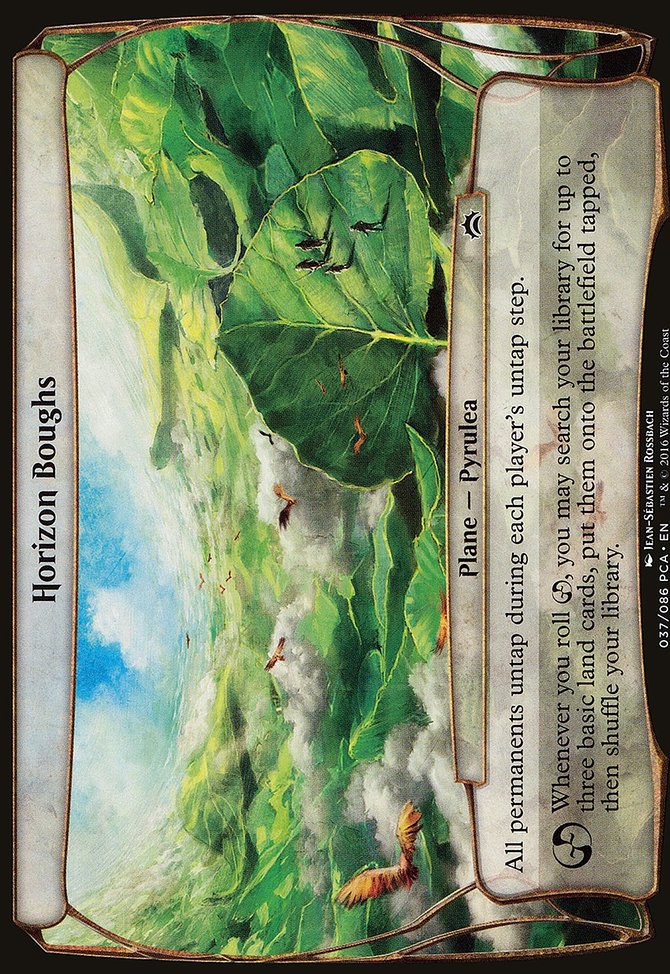 Horizon Boughs
Plane — Pyrulea
All permanents untap during each player's untap step.
Whenever you roll , you may search your library for up to
three basic land cards, put them onto the battlefield tapped,
then shuffle your library.
Jean-Sébastien Rossbach
037/086 PCA • EN ™ & © 2016 Wizards of the Coast